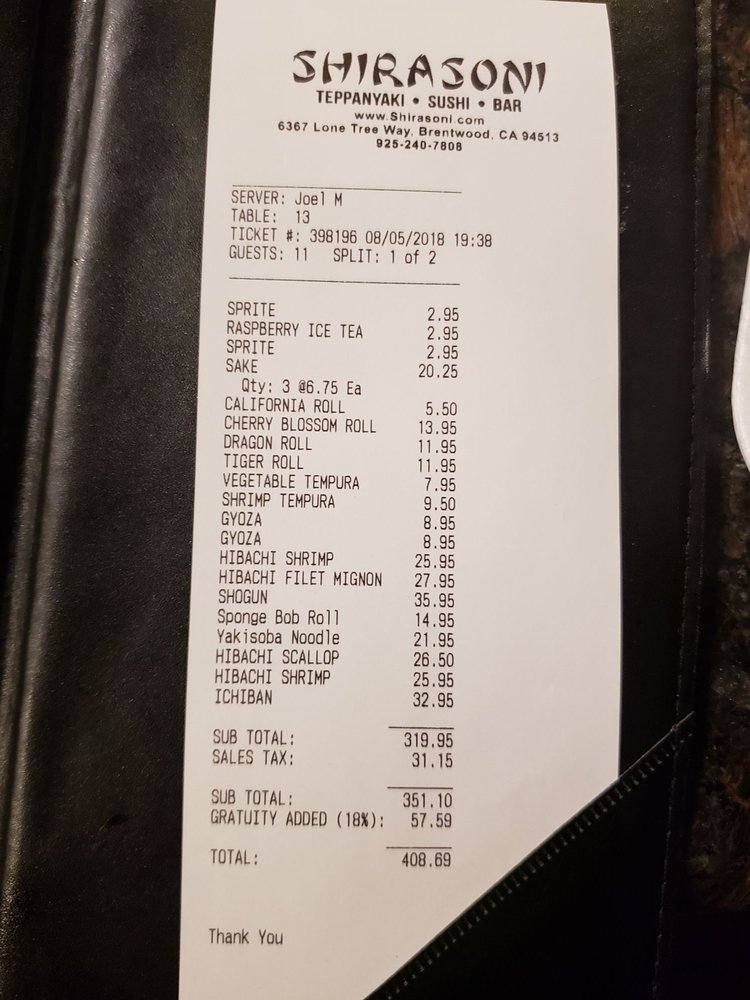 SHIRASONI
TEPPANYAKI • SUSHI • BAR
www.Shirasoni.com
6367 Lone Tree Way, Brentwood, CA 94513
925-240-7808
SERVER: Joel M
TABLE: 13
TICKET #: 398196 08/05/2018 19:38
GUESTS: 11 SPLIT: 1 of 2
SPRITE 2.95
RASPBERRY ICE TEA 2.95
SPRITE 2.95
SAKE 20.25
Qty: 3 @6.75 Ea
CALIFORNIA ROLL 5.50
CHERRY BLOSSOM ROLL 13.95
DRAGON ROLL 11.95
TIGER ROLL 11.95
VEGETABLE TEMPURA 7.95
SHRIMP TEMPURA 9.50
GYOZA 8.95
GYOZA 8.95
HIBACHI SHRIMP 25.95
HIBACHI FILET MIGNON 27.95
SHOGUN 35.95
Sponge Bob Roll 14.95
Yakisoba Noodle 21.95
HIBACHI SCALLOP 26.50
HIBACHI SHRIMP 25.95
ICHIBAN 32.95
SUB TOTAL: 319.95
SALES TAX: 31.15
SUB TOTAL: 351.10
GRATUITY ADDED (18%): 57.59
TOTAL: 408.69
Thank You